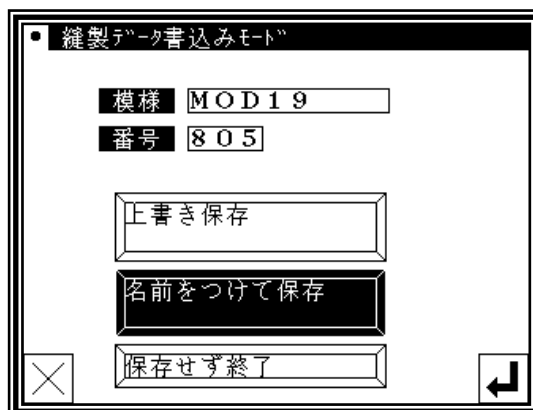 縫製ﾃﾞｰﾀ書込みﾓｰﾄﾞ
模様 ＭＯＤ１９
番号 ８０５
上書き保存
名前をつけて保存
保存せず終了